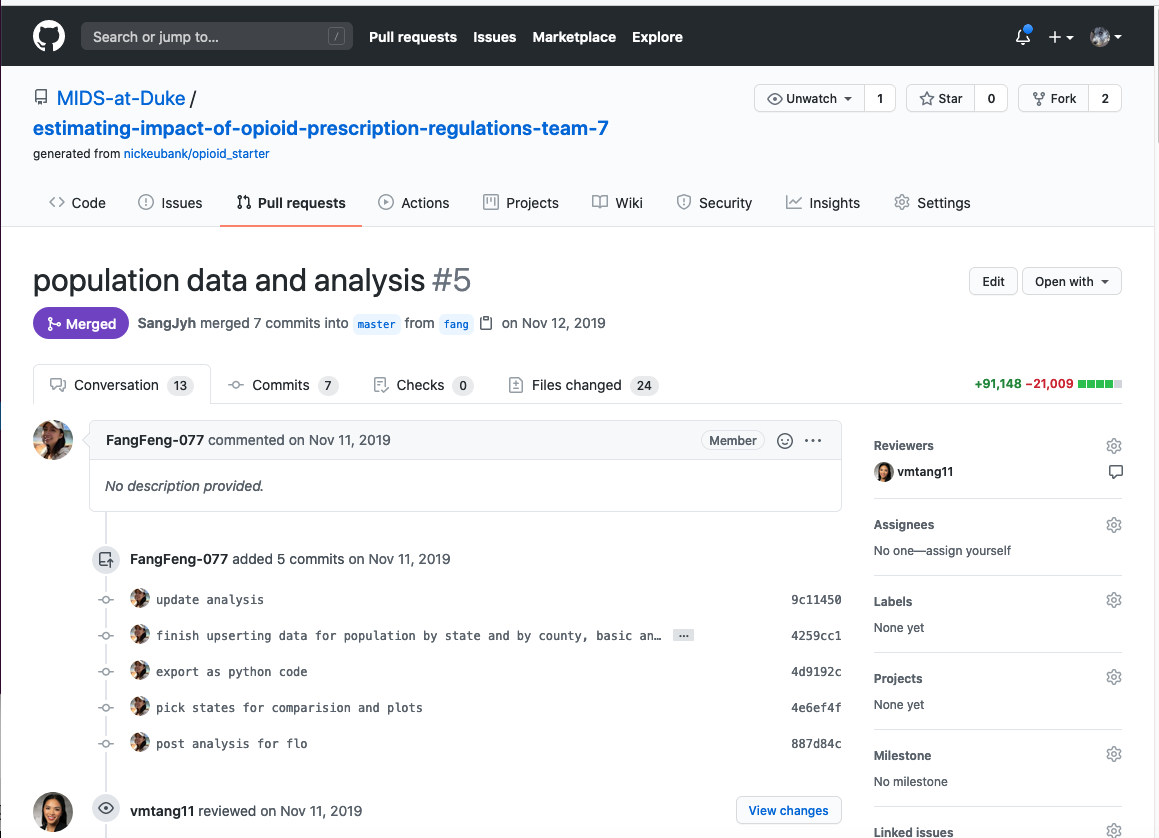 Search or jump to... / Pull requests Issues Marketplace Explore
MIDS-at-Duke /
estimating-impact-of-opioid-prescription-regulations-team-7
generated from nickeubank/opioid_starter
Unwatch 1 Star 0 Fork 2
Code Issues Pull requests Actions Projects Wiki Security Insights Settings
population data and analysis #5
Edit Open with
Merged SangJyh merged 7 commits into master from fang on Nov 12, 2019
Conversation 13 Commits 7 Checks 0 Files changed 24 +91,148 −21,009
FangFeng-077 commented on Nov 11, 2019 Member ...
No description provided.
FangFeng-077 added 5 commits on Nov 11, 2019
update analysis 9c11450
finish upserting data for population by state and by county, basic an… ... 4259cc1
export as python code 4d9192c
pick states for comparision and plots 4e6ef4f
post analysis for flo 887d84c
vmtang11 reviewed on Nov 11, 2019 View changes
Reviewers
vmtang11
Assignees
No one—assign yourself
Labels
None yet
Projects
None yet
Milestone
No milestone
Linked issues